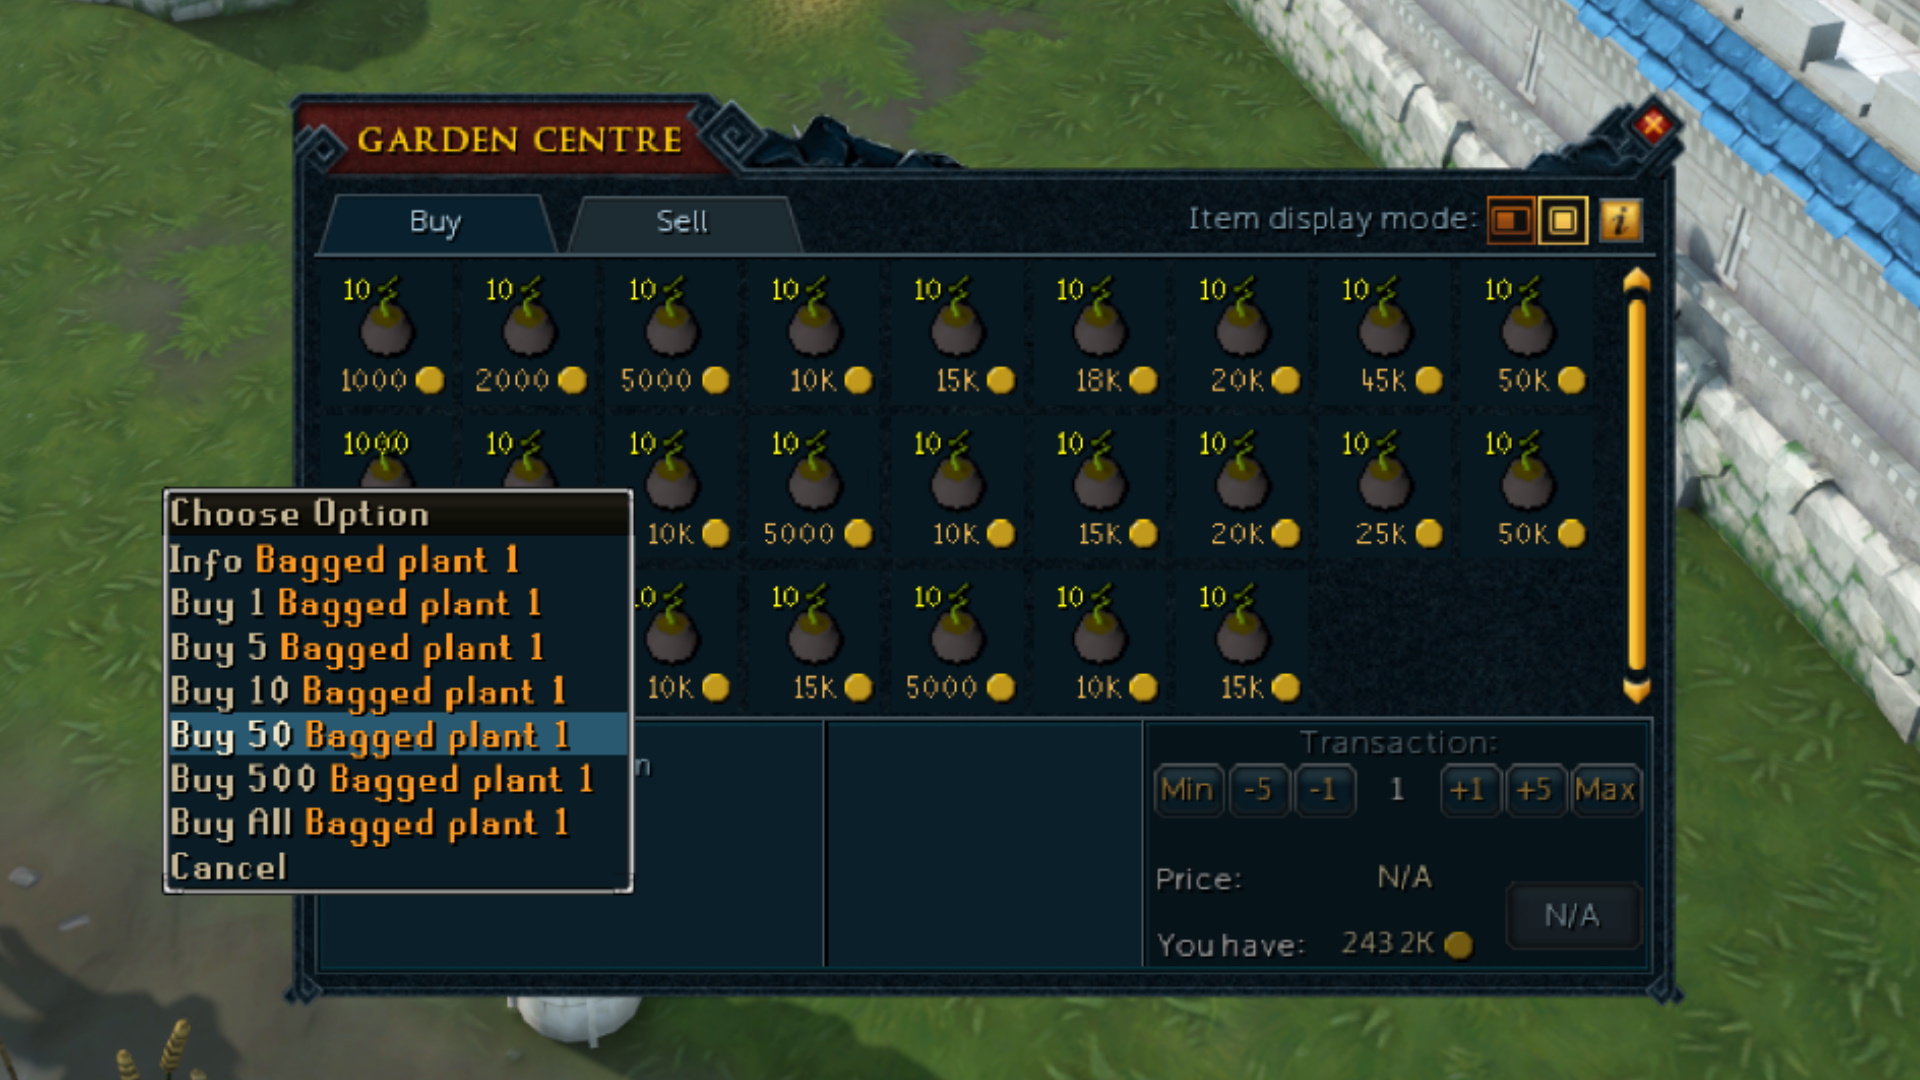 GARDEN CENTRE
Buy Sell Item display mode: i
10 10 10 10 10 10 10 10 10
1000 2000 5000 10K 15K 18K 20K 45K 50K
1000 10 10 10 10 10 10 10 10
10K 5000 10K 15K 20K 25K 50K
Choose Option
Info Bagged plant 1
Buy 1 Bagged plant 1
Buy 5 Bagged plant 1
Buy 10 Bagged plant 1
Buy 50 Bagged plant 1
Buy 500 Bagged plant 1
Buy All Bagged plant 1
Cancel
10 10 10 10 10
10K 15K 5000 10K 15K
n
Transaction:
Min -5 -1 1 +1 +5 Max
Price: N/A
N/A
You have: 2432K